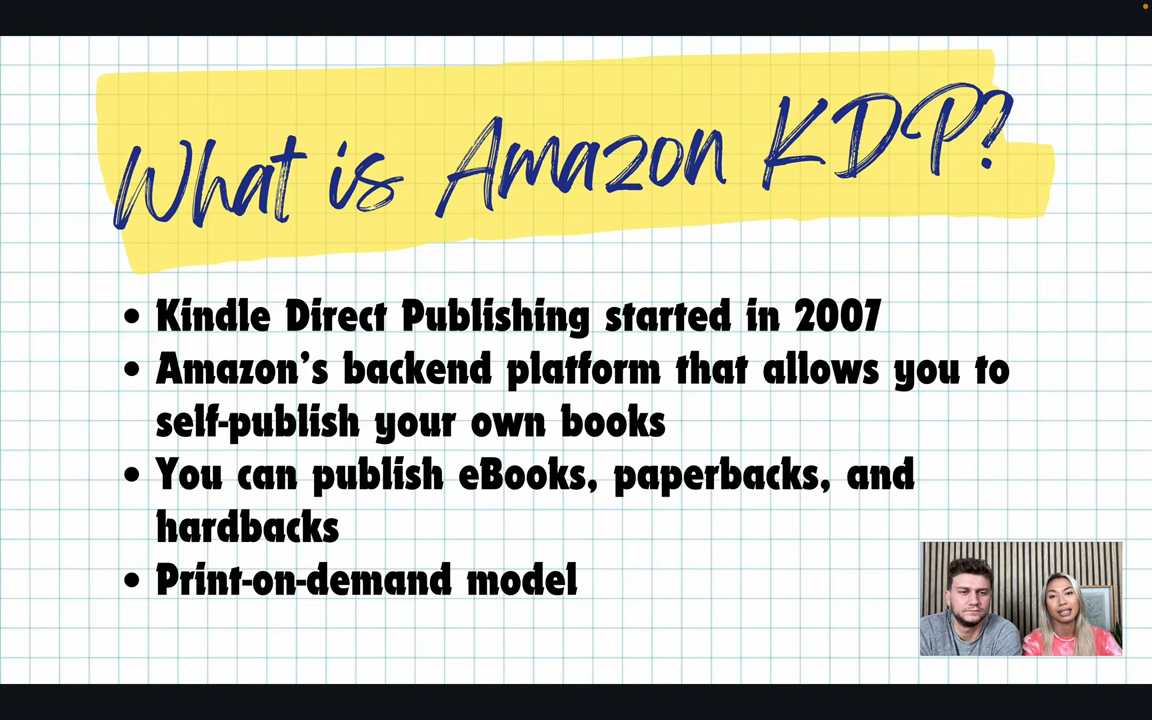 What is Amazon KDP?
• Kindle Direct Publishing started in 2007
• Amazon's backend platform that allows you to
self-publish your own books
• You can publish eBooks, paperbacks, and
hardbacks
• Print-on-demand model